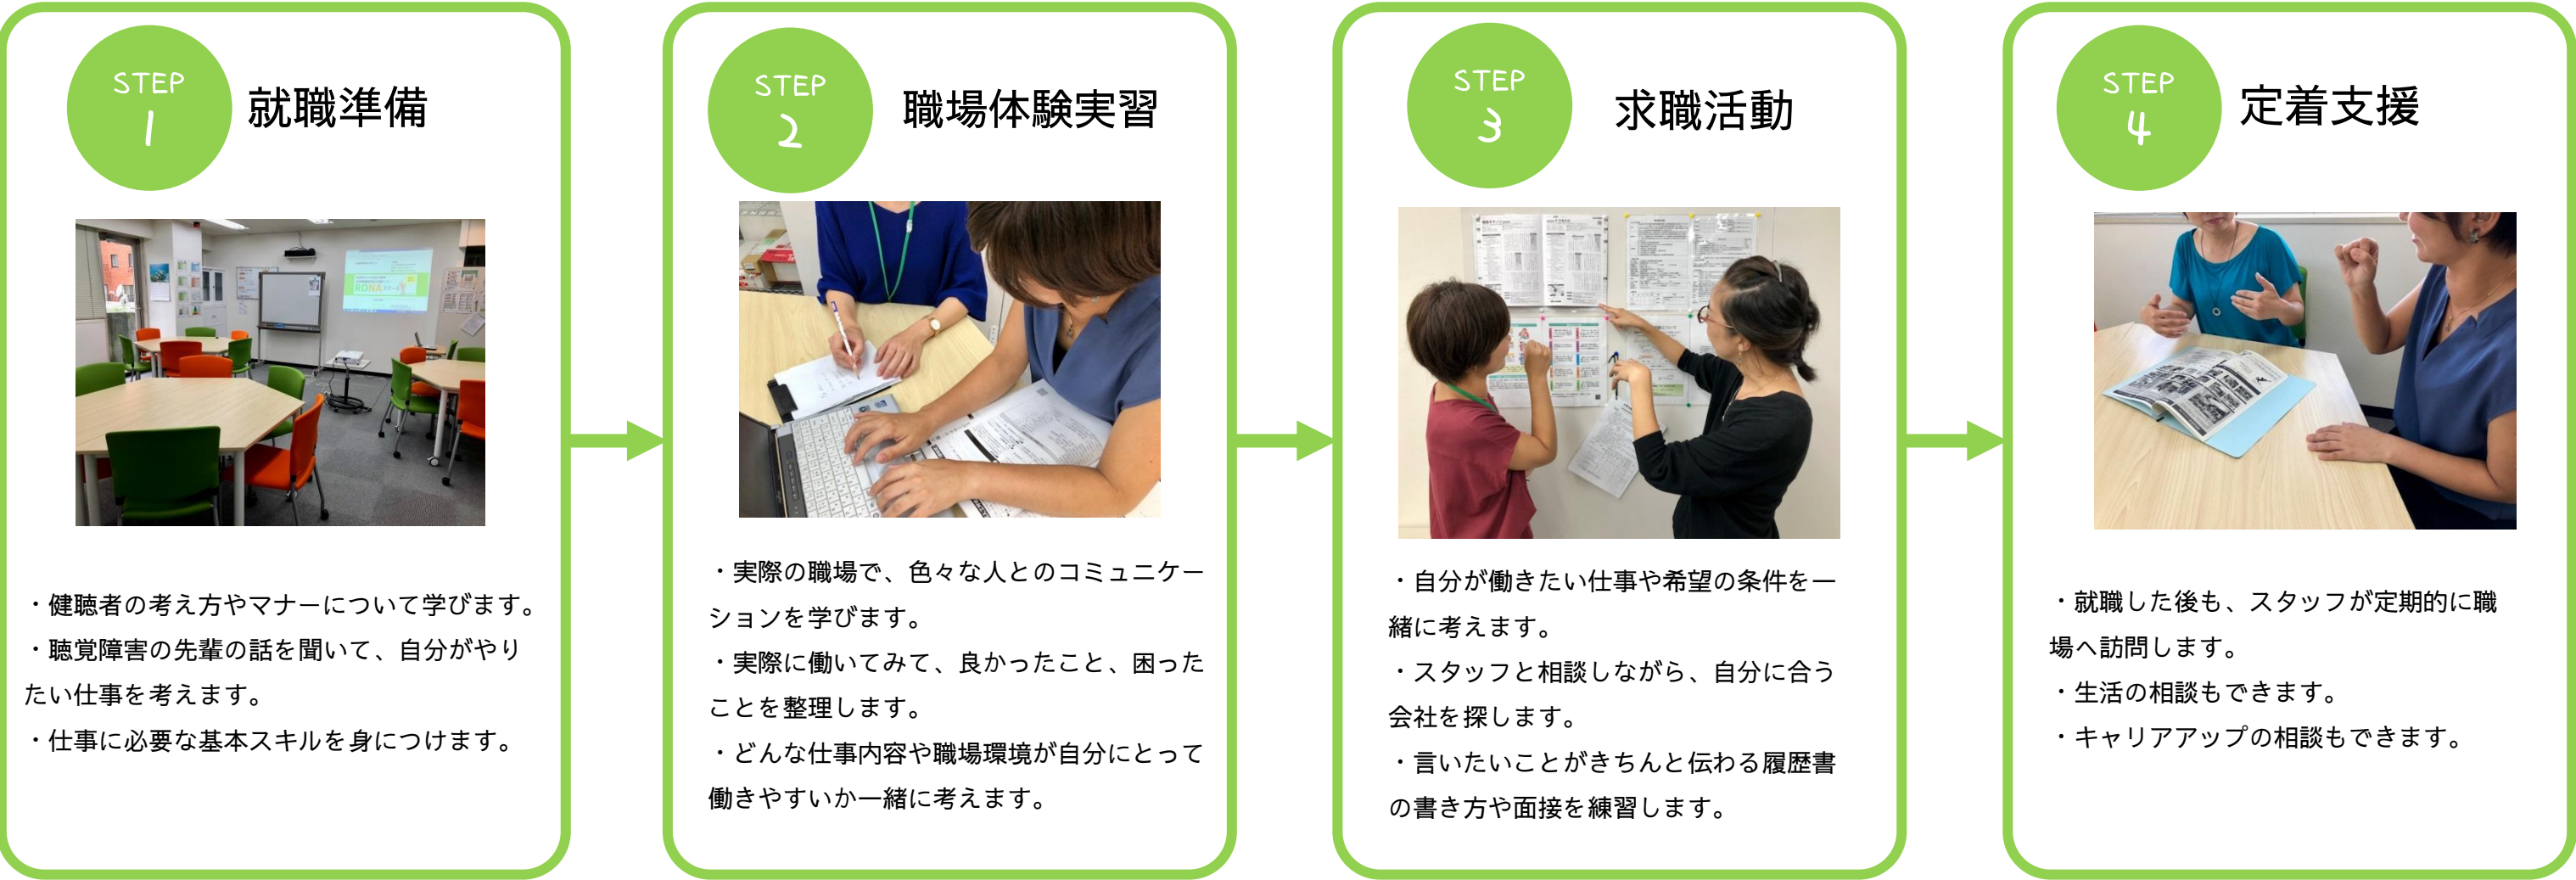 STEP
1
就職準備
RONA
・健聴者の考え方やマナーについて学びます。
・聴覚障害の先輩の話を聞いて、自分がやり
たい仕事を考えます。
・仕事に必要な基本スキルを身につけます。
STEP
2
職場体験実習
・実際の職場で、色々な人とのコミュニケー
ションを学びます。
・実際に働いてみて、良かったこと、困った
ことを整理します。
・どんな仕事内容や職場環境が自分にとって
働きやすいか一緒に考えます。
STEP
3
求職活動
・自分が働きたい仕事や希望の条件を一
緒に考えます。
・スタッフと相談しながら、自分に合う
会社を探します。
・言いたいことがきちんと伝わる履歴書
の書き方や面接を練習します。
STEP
4
定着支援
・就職した後も、スタッフが定期的に職
場へ訪問します。
・生活の相談もできます。
・キャリアアップの相談もできます。